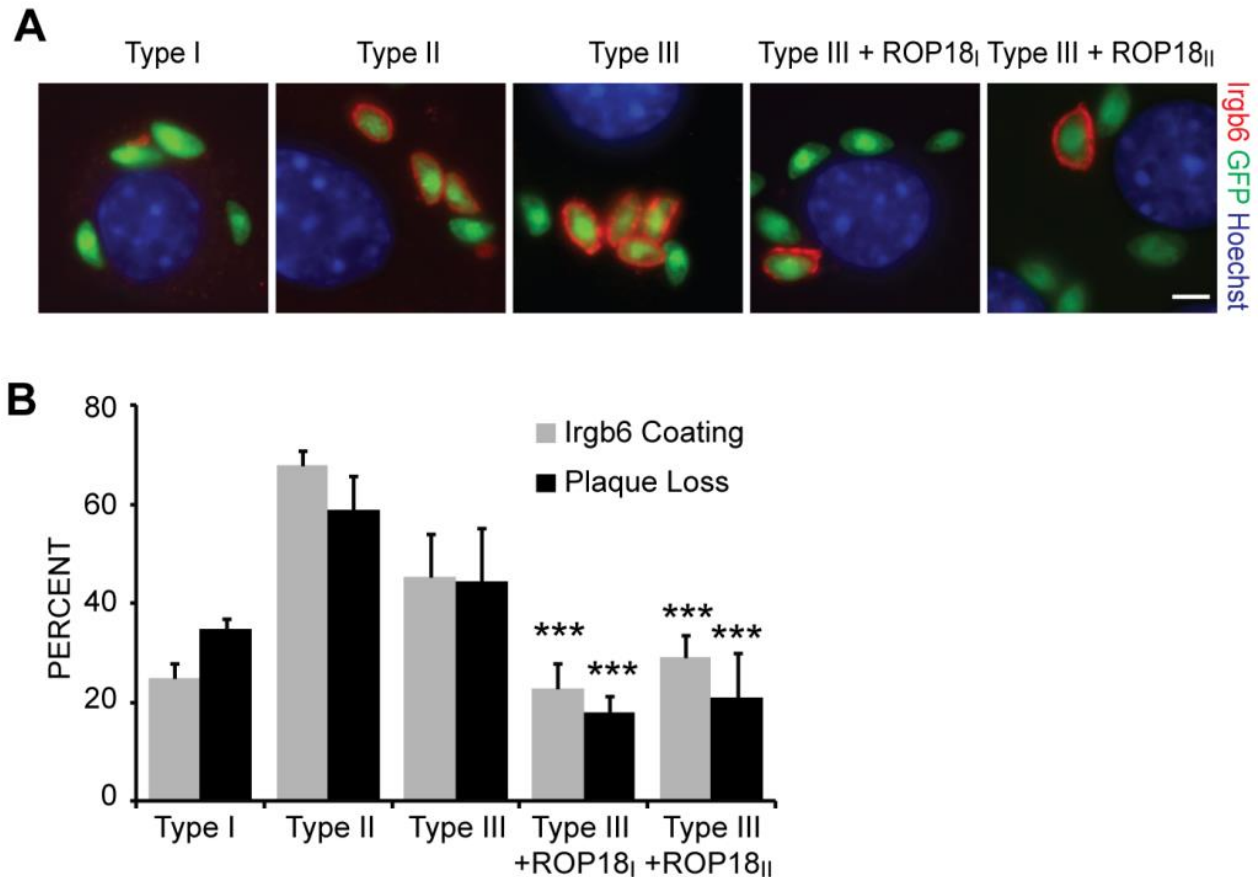 A
Type I Type II Type III Type III + ROP18I Type III + ROP18II
Irgb6 GFP Hoechst
B
80
60
40
20
0
PERCENT
Irgb6 Coating
Plaque Loss
*** *** *** ***
Type I Type II Type III Type III Type III
+ROP18I +ROP18II